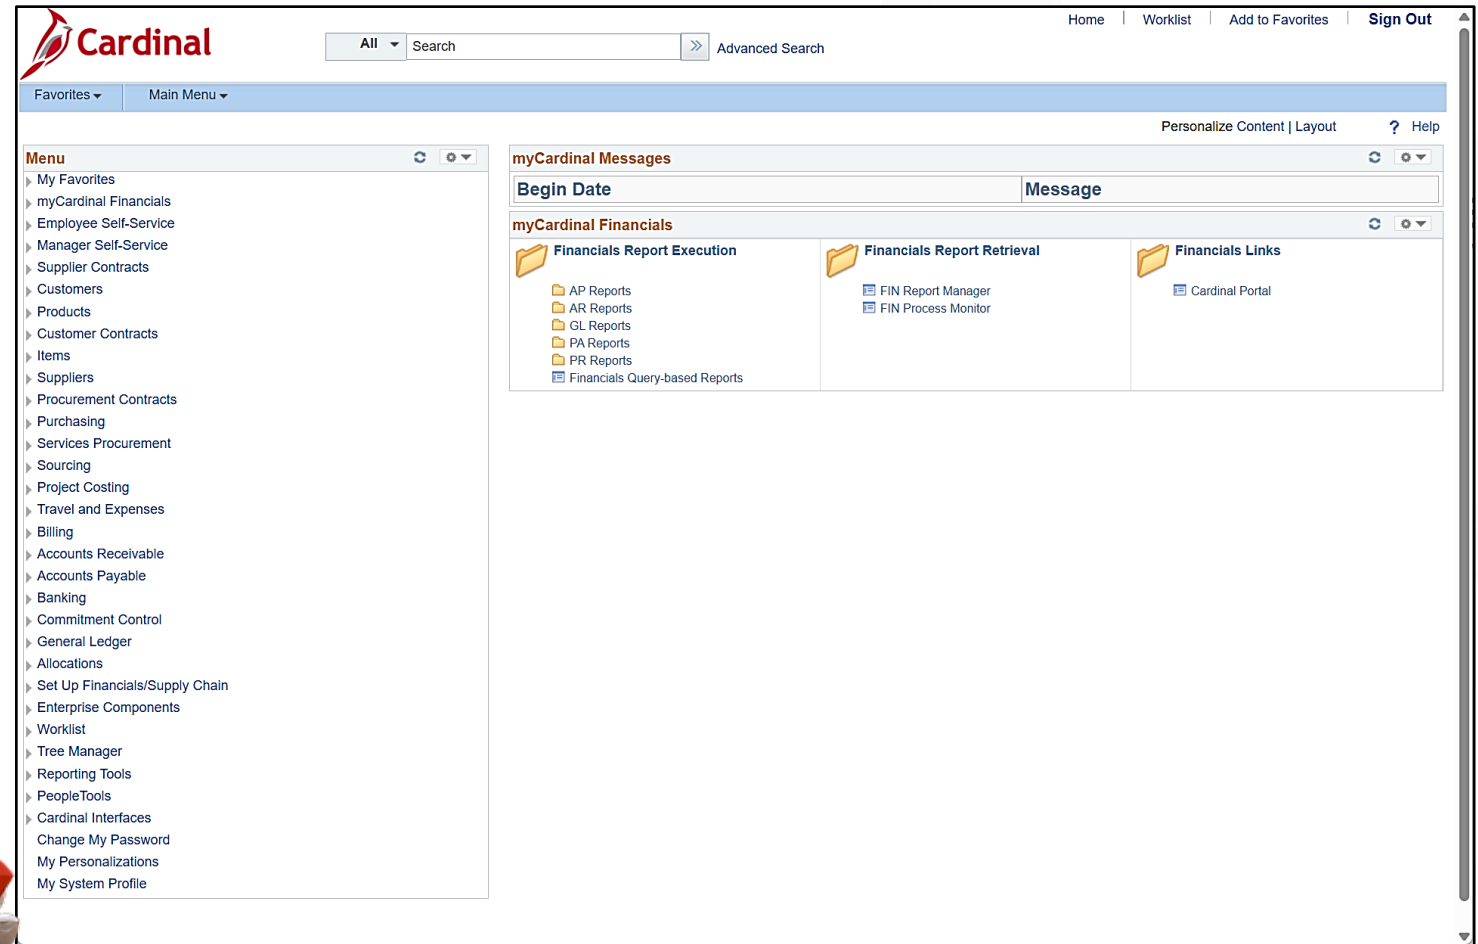 Cardinal
All
Search
Advanced Search
Home | Worklist | Add to Favorites | Sign Out
Favorites
Main Menu
Personalize Content | Layout
? Help
Menu
My Favorites
myCardinal Financials
Employee Self-Service
Manager Self-Service
Supplier Contracts
Customers
Products
Customer Contracts
Items
Suppliers
Procurement Contracts
Purchasing
Services Procurement
Sourcing
Project Costing
Travel and Expenses
Billing
Accounts Receivable
Accounts Payable
Banking
Commitment Control
General Ledger
Allocations
Set Up Financials/Supply Chain
Enterprise Components
Worklist
Tree Manager
Reporting Tools
PeopleTools
Cardinal Interfaces
Change My Password
My Personalizations
My System Profile
myCardinal Messages
Begin Date
Message
myCardinal Financials
Financials Report Execution
AP Reports
AR Reports
GL Reports
PA Reports
PR Reports
Financials Query-based Reports
Financials Report Retrieval
FIN Report Manager
FIN Process Monitor
Financials Links
Cardinal Portal